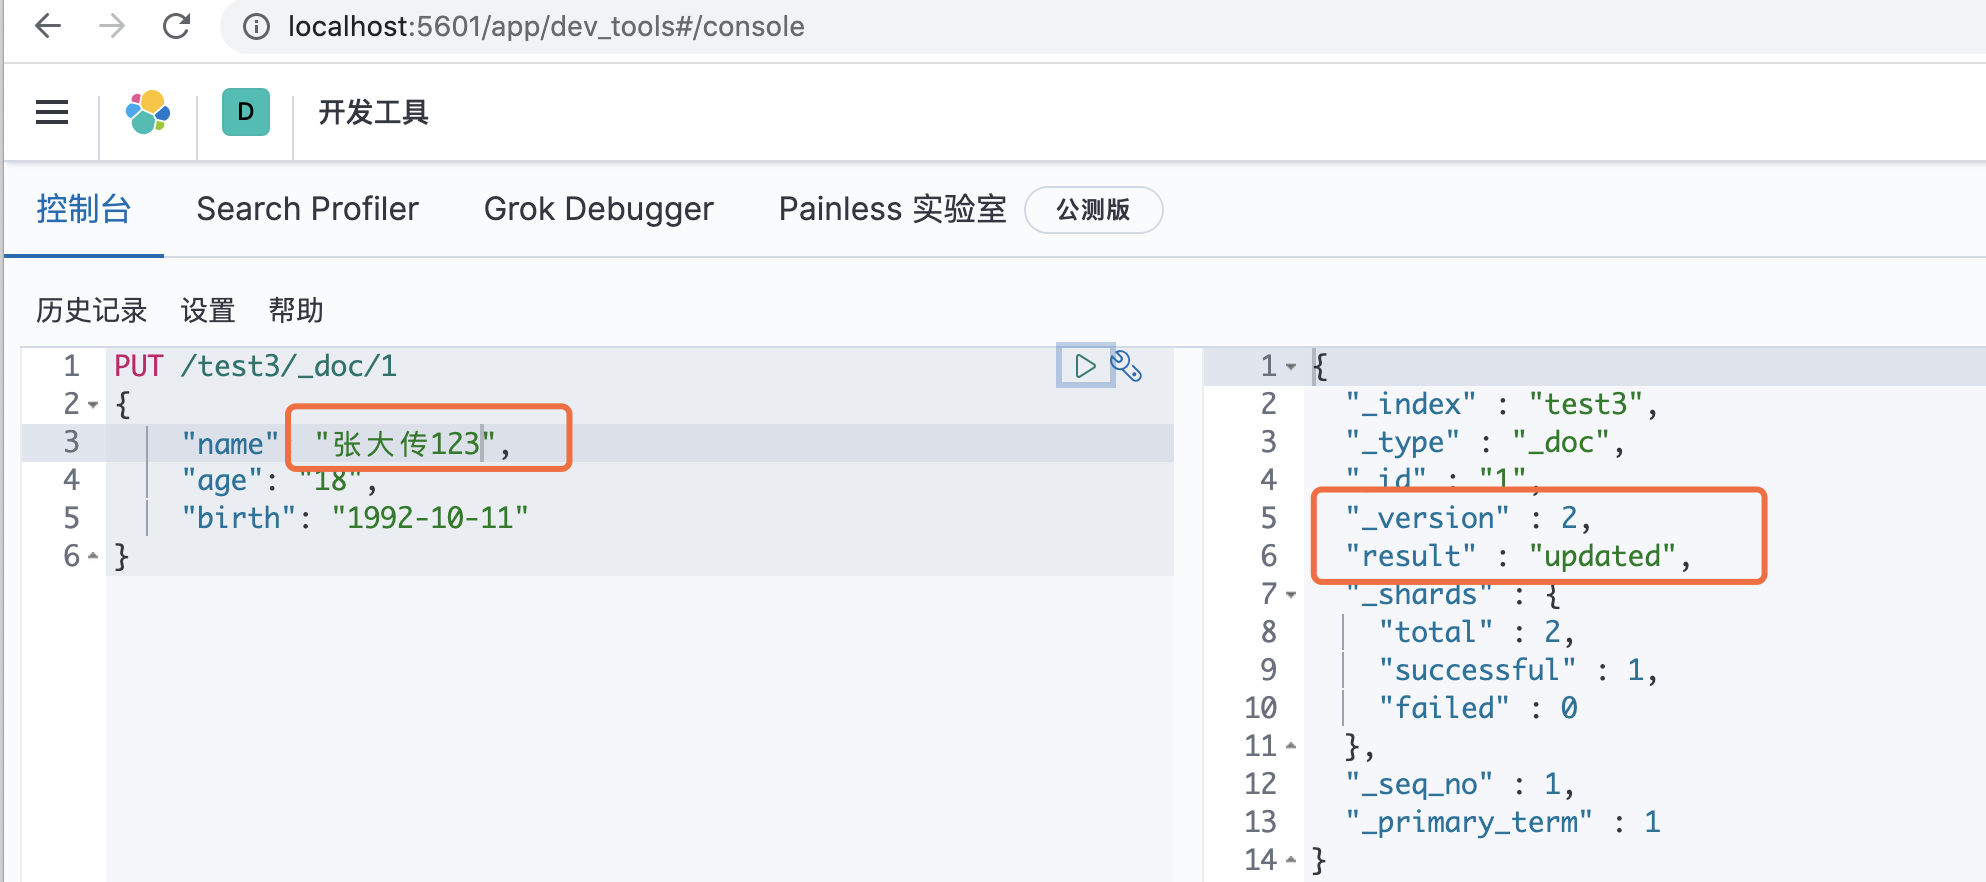 localhost:5601/app/dev_tools#/console
D 开发工具
控制台 Search Profiler Grok Debugger Painless 实验室 公测版
历史记录 设置 帮助
1 PUT /test3/_doc/1
2 {
3 "name" "张大传123",
4 "age": "18",
5 "birth": "1992-10-11"
6 }
1 {
2 "_index" : "test3",
3 "_type" : "_doc",
4 "_id" : "1",
5 "_version" : 2,
6 "result" : "updated",
7 "_shards" : {
8 "total" : 2,
9 "successful" : 1,
10 "failed" : 0
11 },
12 "_seq_no" : 1,
13 "_primary_term" : 1
14 }